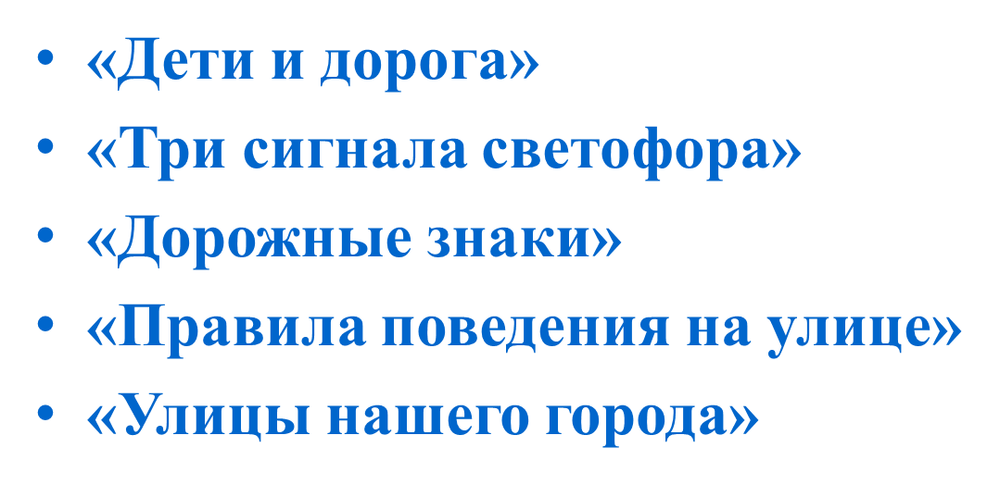 • «Дети и дорога»
• «Три сигнала светофора»
• «Дорожные знаки»
• «Правила поведения на улице»
• «Улицы нашего города»